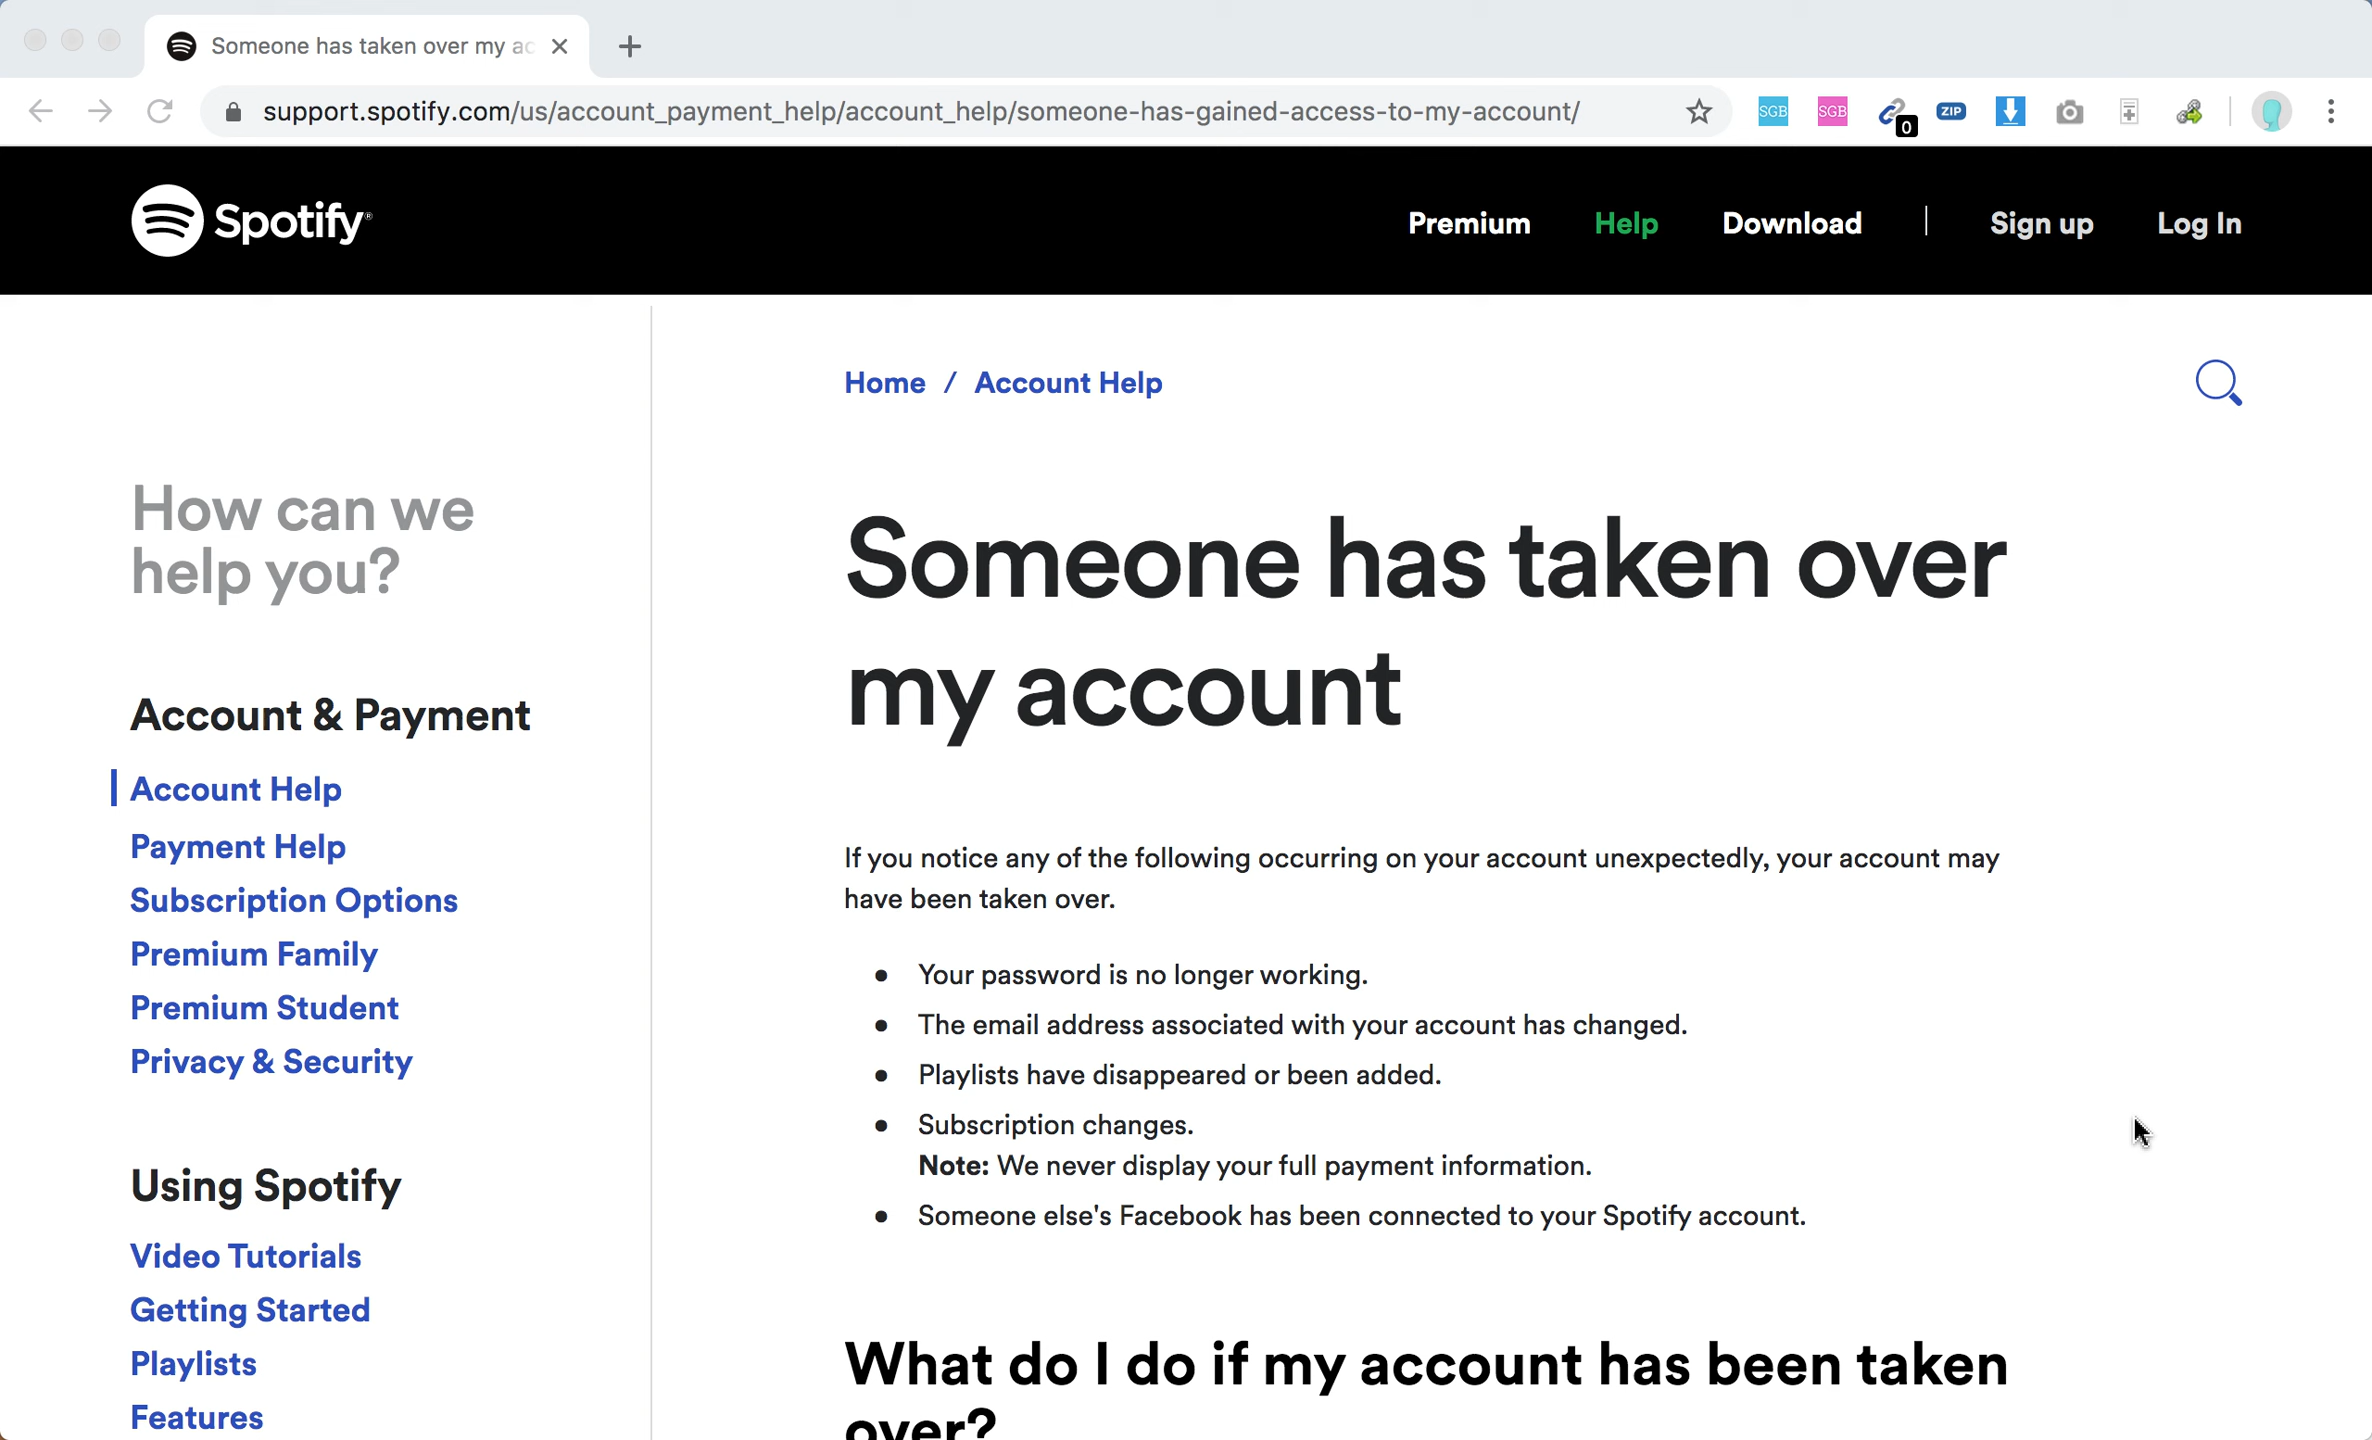 Someone has taken over my ac
support.spotify.com/us/account_payment_help/account_help/someone-has-gained-access-to-my-account/
SGB
SGB
0
ZIP
Spotify®
Premium
Help
Download
Sign up
Log In
How can we
help you?
Account & Payment
Account Help
Payment Help
Subscription Options
Premium Family
Premium Student
Privacy & Security
Using Spotify
Video Tutorials
Getting Started
Playlists
Features
Home / Account Help
Someone has taken over
my account
If you notice any of the following occurring on your account unexpectedly, your account may
have been taken over.
• Your password is no longer working.
• The email address associated with your account has changed.
• Playlists have disappeared or been added.
• Subscription changes.
Note: We never display your full payment information.
• Someone else's Facebook has been connected to your Spotify account.
What do I do if my account has been taken
over?